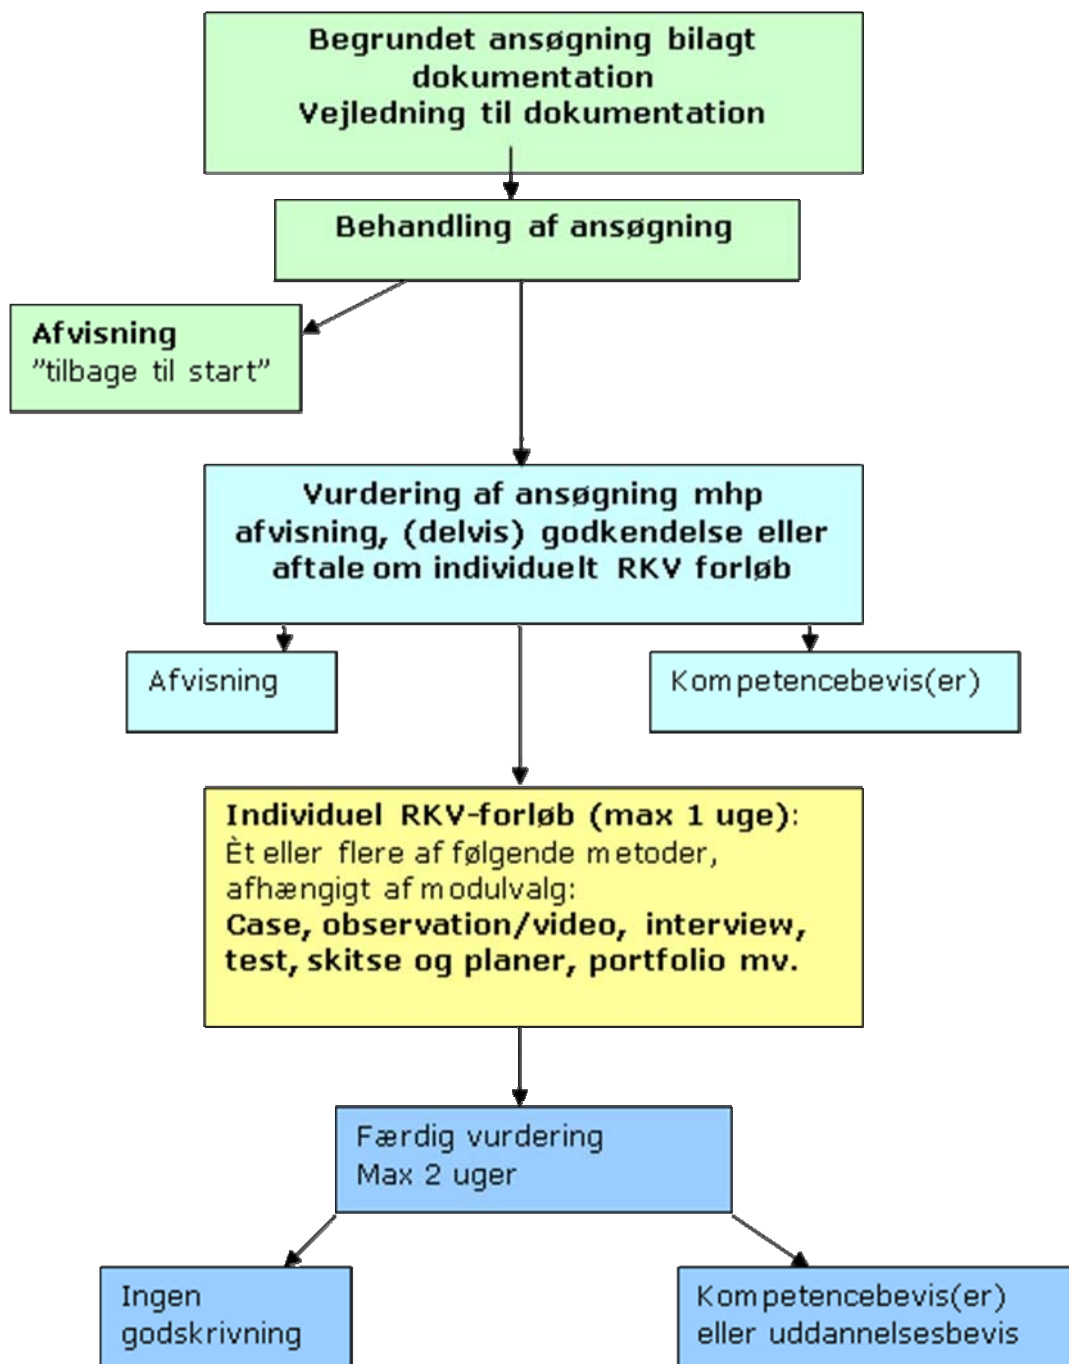 Begrundet ansøgning bilagt
dokumentation
Vejledning til dokumentation
Behandling af ansøgning
Afvisning
”tilbage til start”
Vurdering af ansøgning mhp
afvisning, (delvis) godkendelse eller
aftale om individuelt RKV forløb
Afvisning
Kompetencebevis(er)
Individuel RKV-forløb (max 1 uge):
Èt eller flere af følgende metoder,
afhængigt af modulvalg:
Case, observation/video, interview,
test, skitse og planer, portfolio mv.
Færdig vurdering
Max 2 uger
Ingen
godskrivning
Kompetencebevis(er)
eller uddannelsesbevis